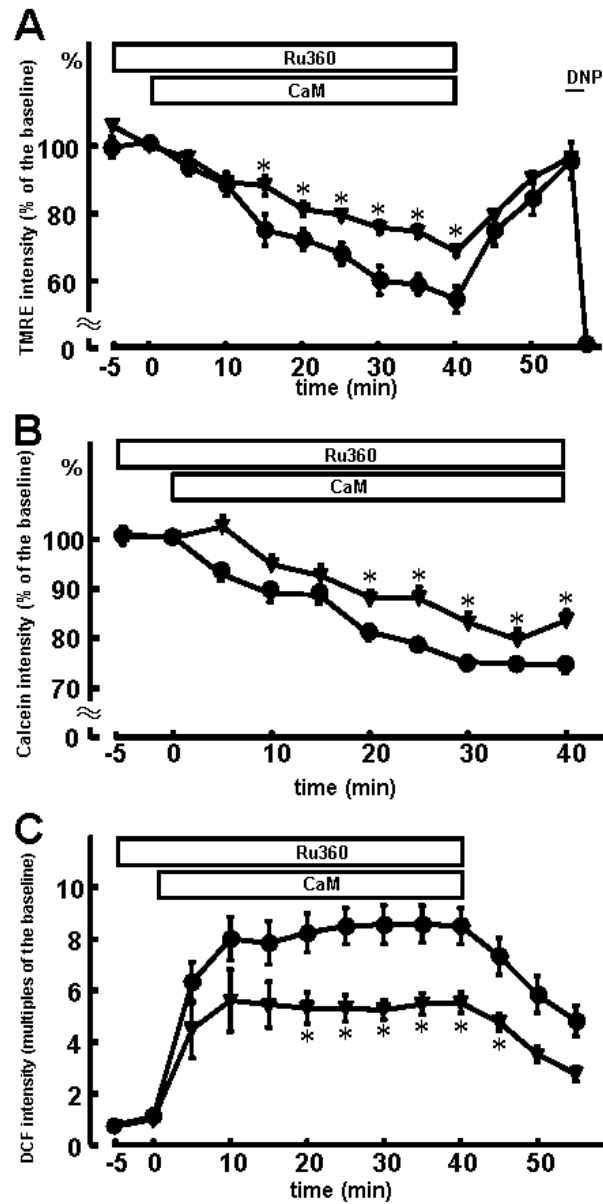 A
%
Ru360
CaM
DNP
TMRE intensity (% of the baseline)
100
80
60
0
* * * * * *
-5 0 10 20 30 40 50
time (min)
B
%
Ru360
CaM
Calcein intensity (% of the baseline)
100
90
80
70
0
* * * * *
-5 0 10 20 30 40
time (min)
C
Ru360
CaM
DCF intensity (multiples of the baseline)
10
8
6
4
2
0
* * * * * *
-5 0 10 20 30 40 50
time (min)